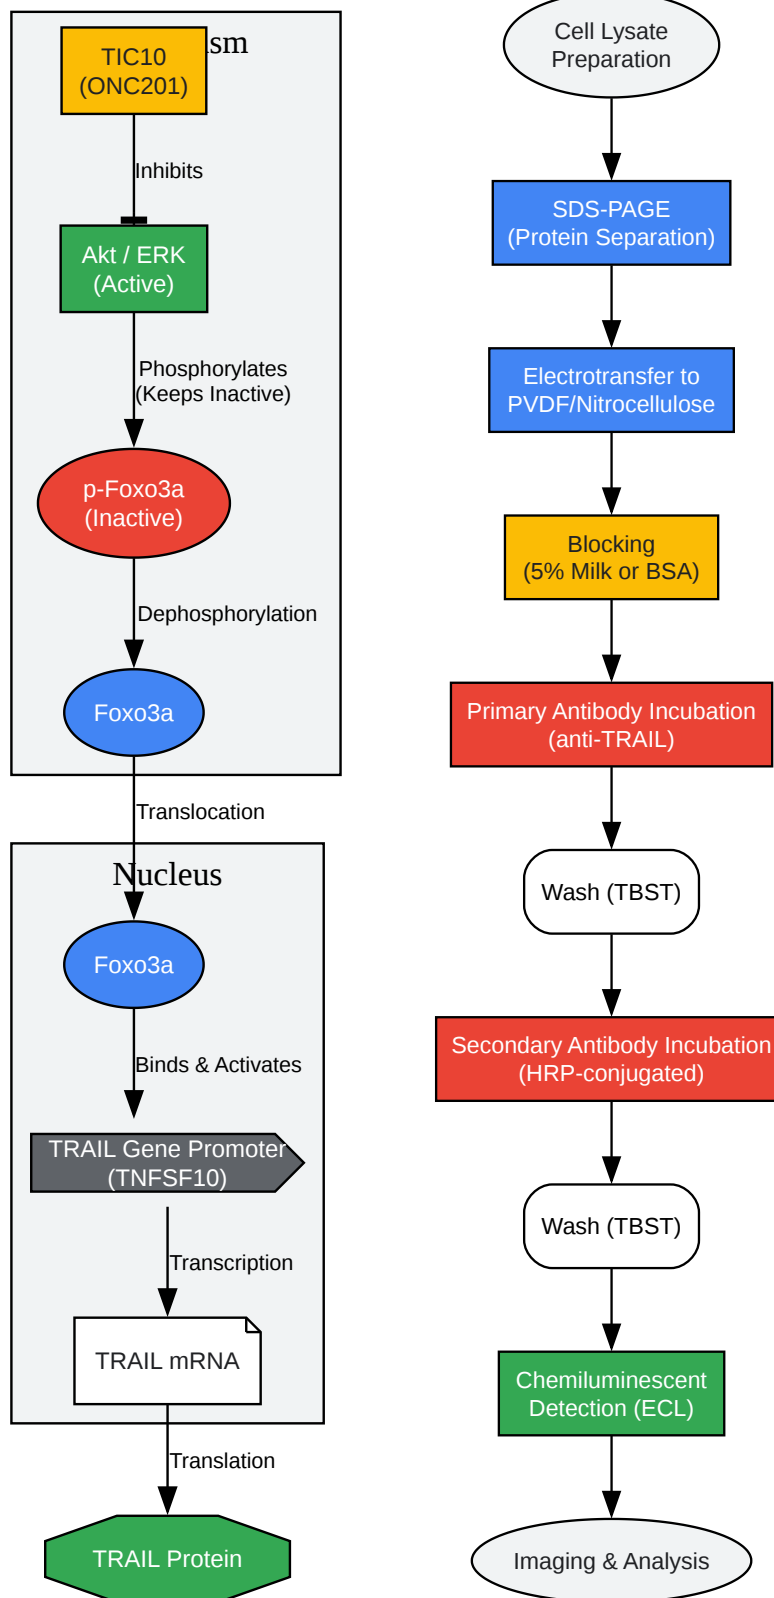 TIC10
(ONC201)
Inhibits
Akt / ERK
(Active)
Phosphorylates
(Keeps Inactive)
p-Foxo3a
(Inactive)
Dephosphorylation
Foxo3a
Translocation
Nucleus
Foxo3a
Binds & Activates
TRAIL Gene Promoter
(TNFSF10)
Transcription
TRAIL mRNA
Translation
TRAIL Protein
Cell Lysate
Preparation
SDS-PAGE
(Protein Separation)
Electrotransfer to
PVDF/Nitrocellulose
Blocking
(5% Milk or BSA)
Primary Antibody Incubation
(anti-TRAIL)
Wash (TBST)
Secondary Antibody Incubation
(HRP-conjugated)
Wash (TBST)
Chemiluminescent
Detection (ECL)
Imaging & Analysis